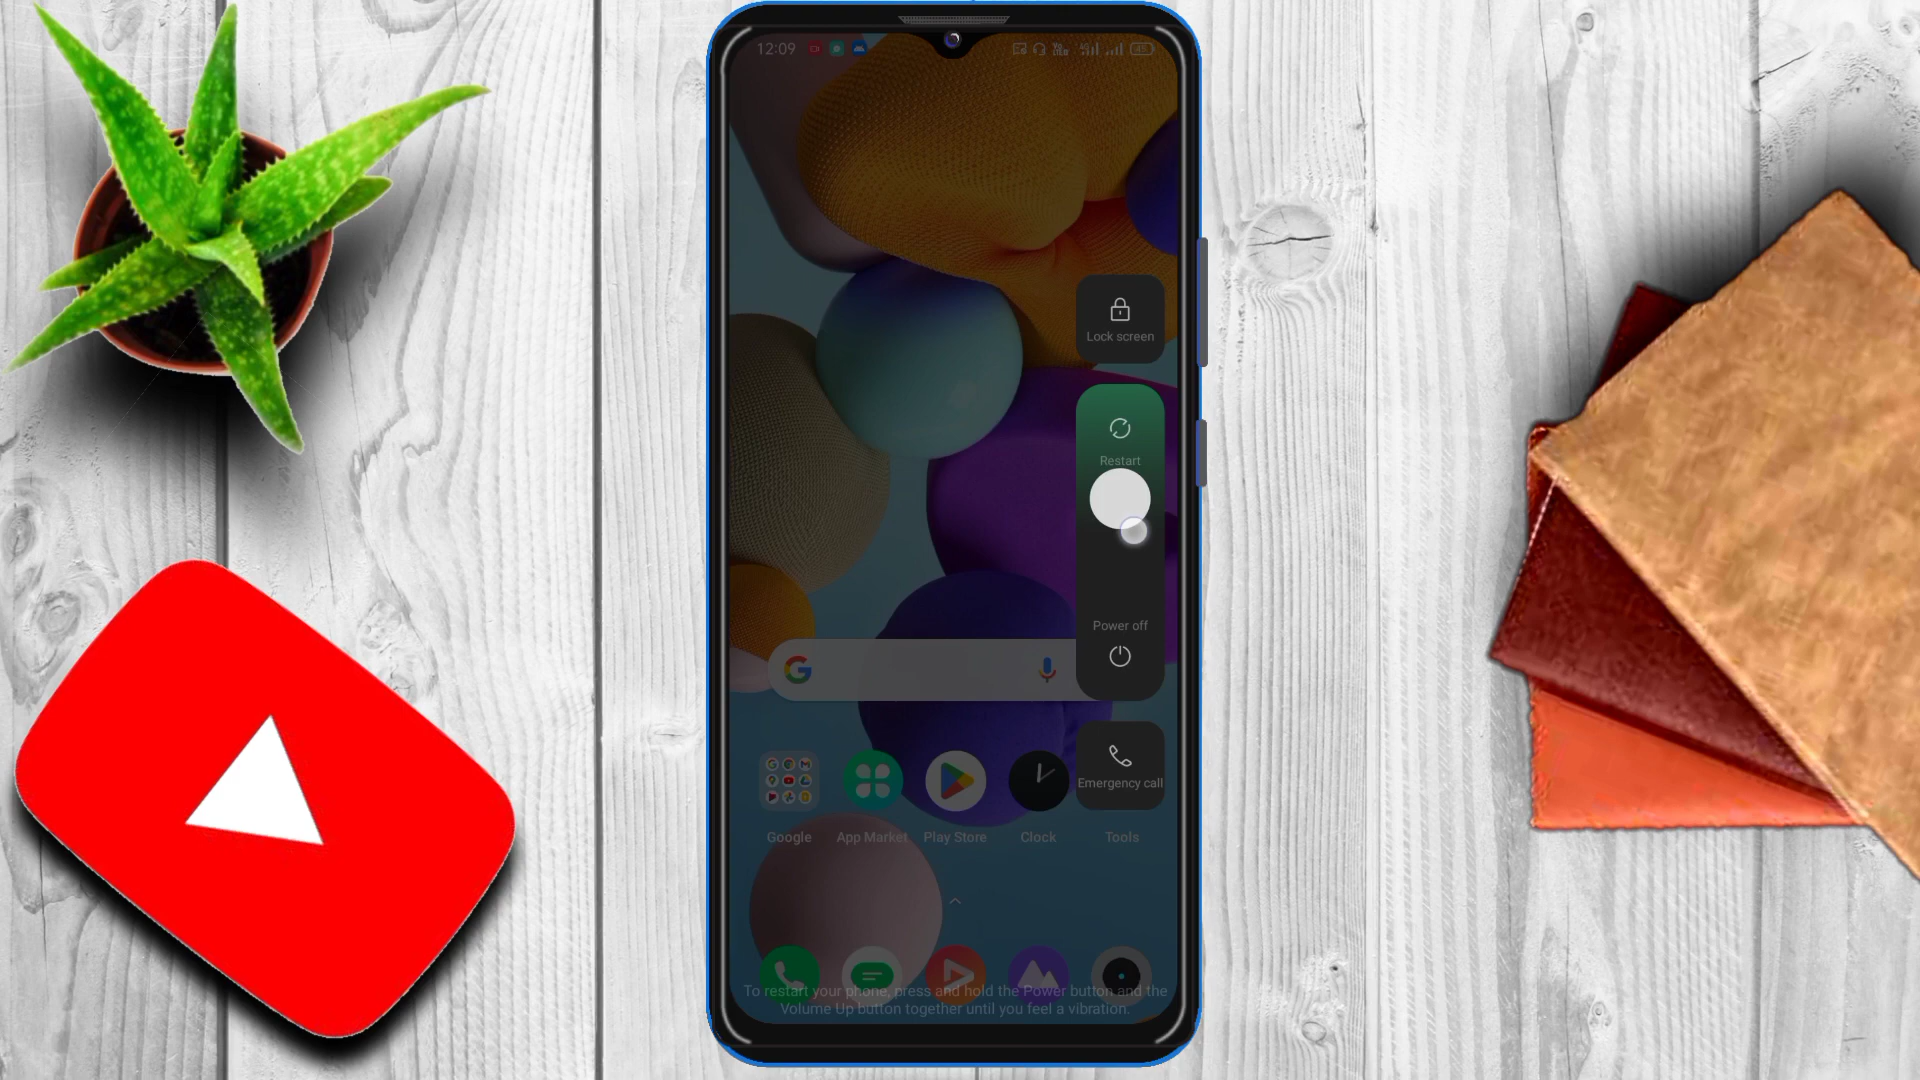 12:09
Lock screen
Restart
Power off
Emergency call
Google
App Market
Play Store
Clock
Tools
To restart your phone, press and hold the Power button and the
Volume Up button together until you feel a vibration.